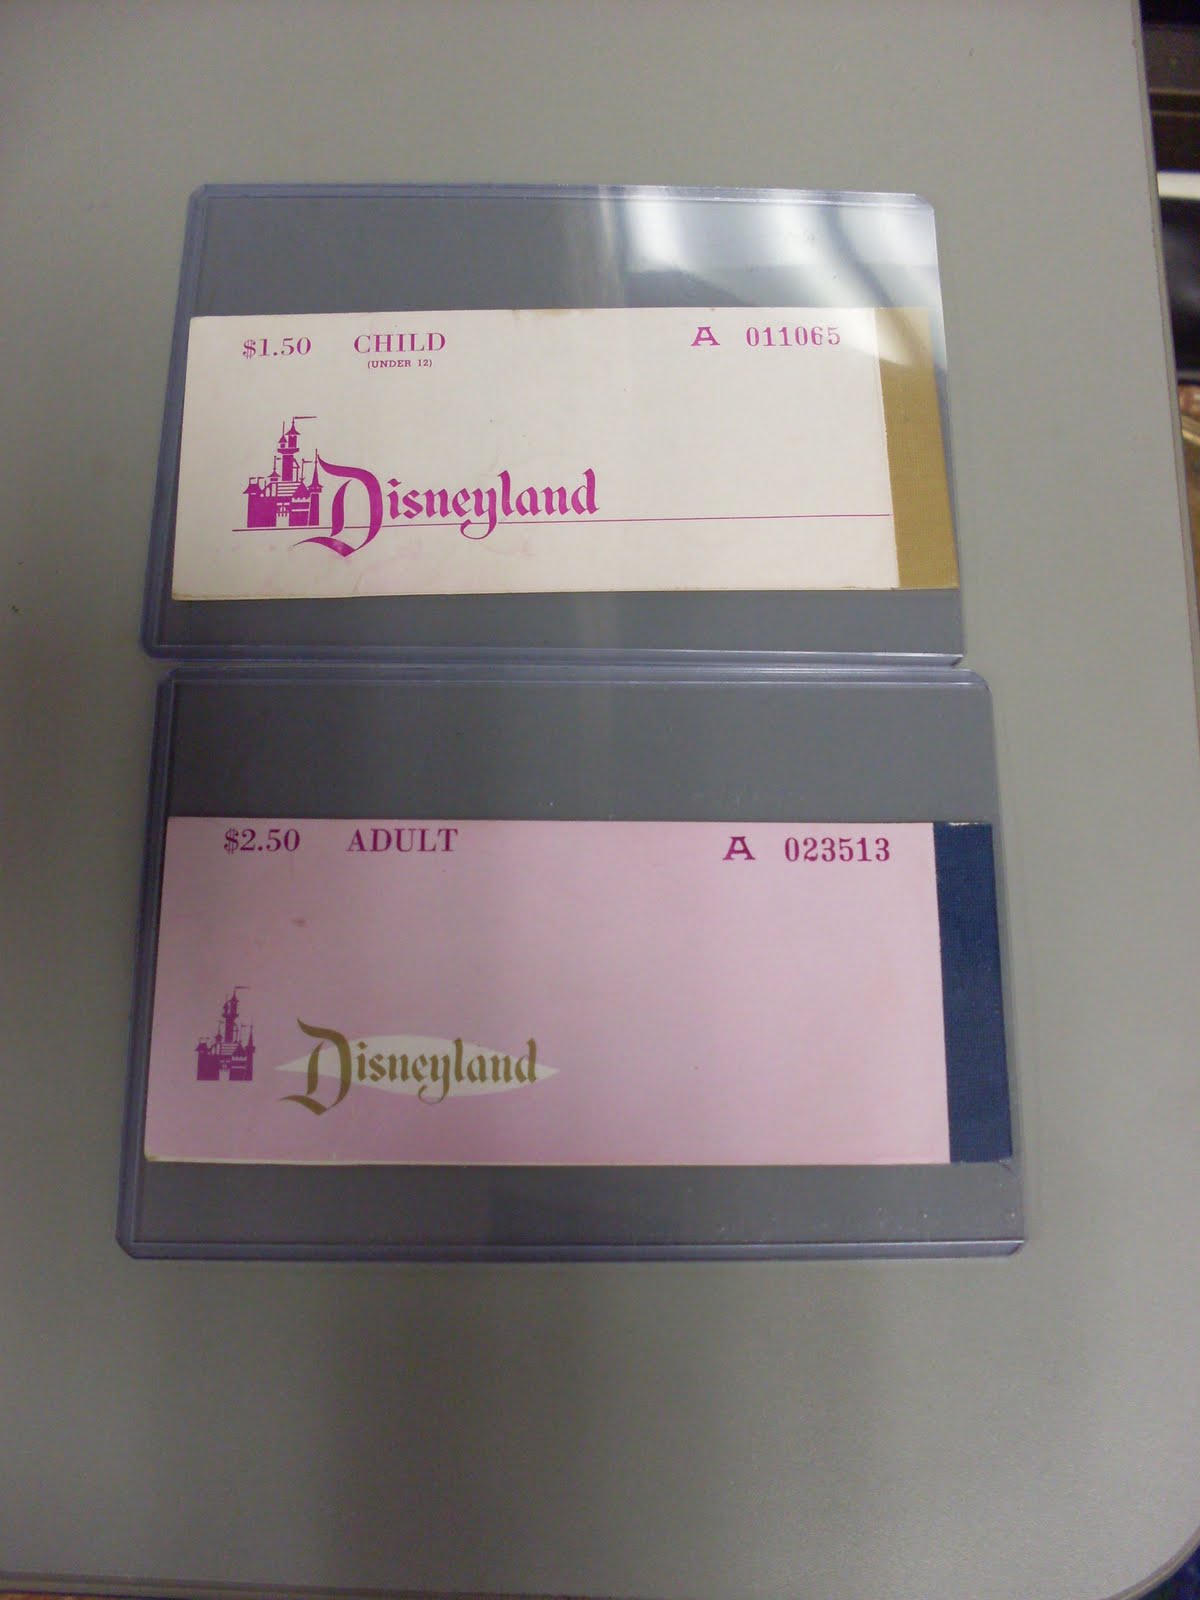 $1.50 CHILD A 011065
(UNDER 12)
Disneyland
$2.50 ADULT A 023513
Disneyland